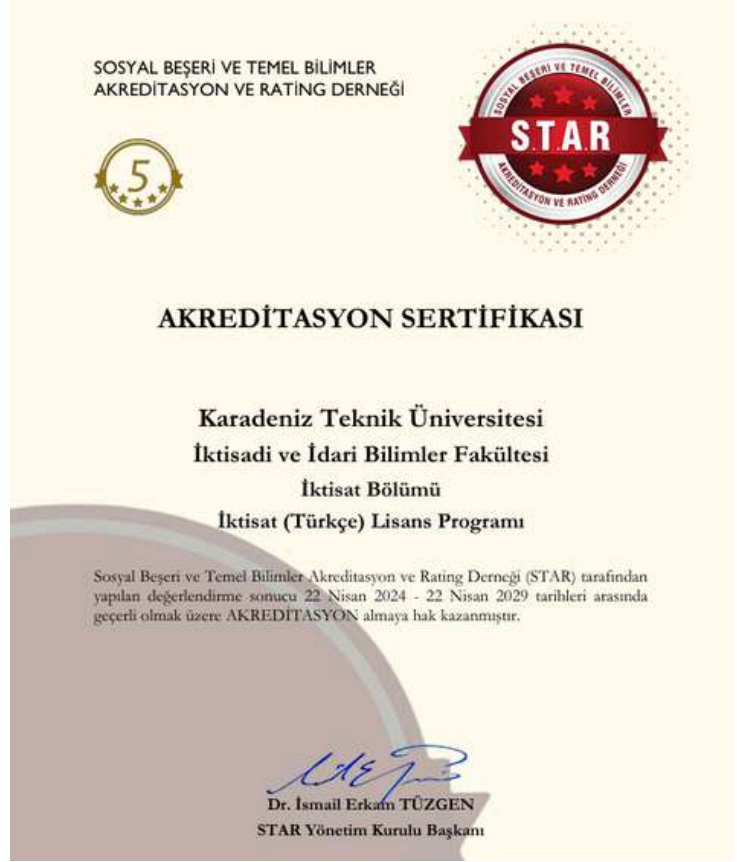 SOSYAL BEŞERİ VE TEMEL BİLİMLER
AKREDİTASYON VE RATİNG DERNEĞİ
5
SOSYAL BEŞERİ VE TEMEL BİLİMLER
S.T.A.R
AKREDİTASYON VE RATING DERNEĞİ
AKREDİTASYON SERTİFİKASI
Karadeniz Teknik Üniversitesi
İktisadi ve İdari Bilimler Fakültesi
İktisat Bölümü
İktisat (Türkçe) Lisans Programı
Sosyal Beşeri ve Temel Bilimler Akreditasyon ve Rating Derneği (STAR) tarafından
yapılan değerlendirme sonucu 22 Nisan 2024 - 22 Nisan 2029 tarihleri arasında
geçerli olmak üzere AKREDİTASYON almaya hak kazanmıştır.
Dr. İsmail Erkam TÜZGEN
STAR Yönetim Kurulu Başkanı